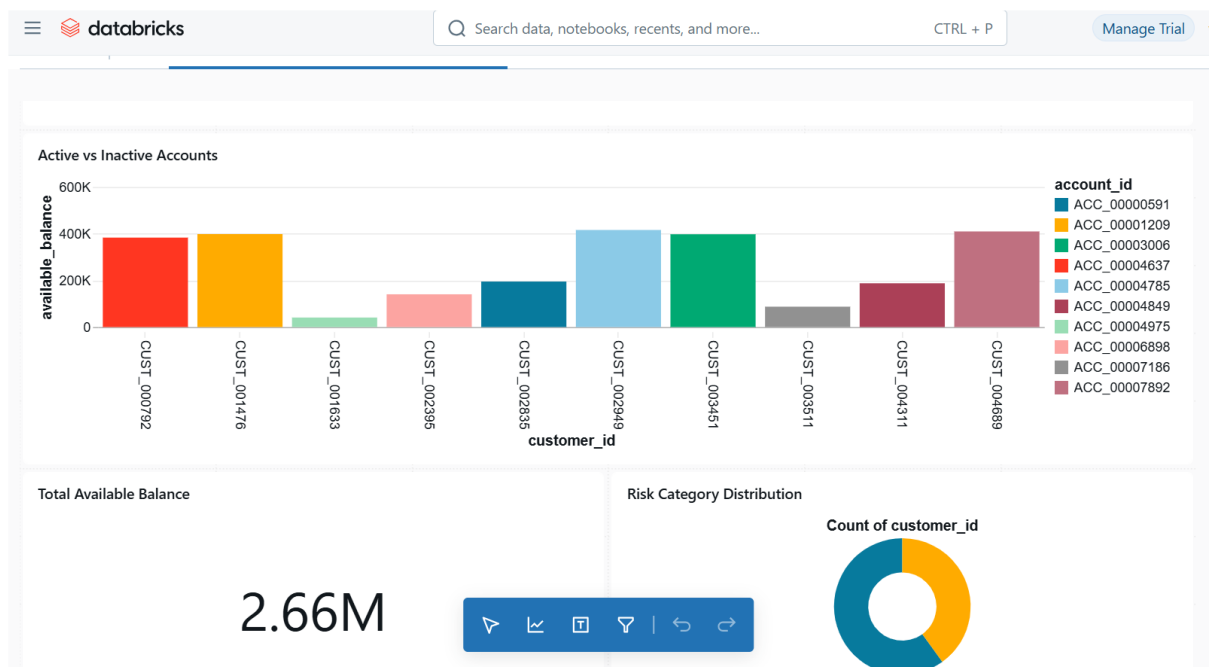 databricks
Search data, notebooks, recents, and more...
CTRL + P
Manage Trial
Active vs Inactive Accounts
available_balance
600K
400K
200K
0
CUST_000792
CUST_001476
CUST_001633
CUST_002395
CUST_002835
CUST_002949
CUST_003451
CUST_003511
CUST_004311
CUST_004689
customer_id
account_id
ACC_00000591
ACC_00001209
ACC_00003006
ACC_00004637
ACC_00004785
ACC_00004849
ACC_00004975
ACC_00006898
ACC_00007186
ACC_00007892
Total Available Balance
2.66M
Risk Category Distribution
Count of customer_id